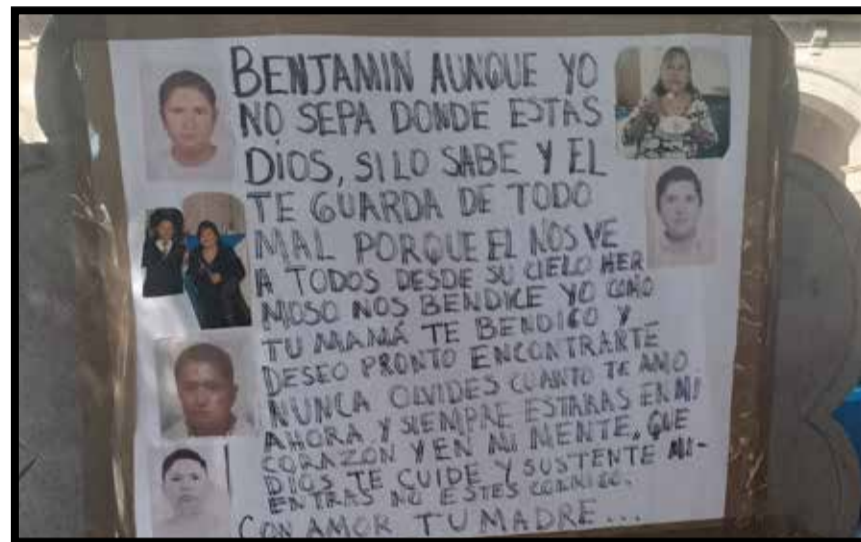 BENJAMIN AUNQUE YO
NO SEPA DONDE ESTAS
DIOS, SI LO SABE Y EL
TE GUARDA DE TODO
MAL PORQUE EL NOS VE
A TODOS DESDE SU CIELO HER
MOSO NOS BENDICE YO COMO
TU MAMÁ TE BENDIGO Y
DESEO PRONTO ENCONTRARTE
NUNCA OLVIDES CUANTO TE AMO
AHORA Y SIEMPRE ESTARAS EN MI
CORAZON Y EN MI MENTE, QUE
DIOS TE CUIDE Y SUSTENTE MI-
ENTRAS NO ESTES CONMIGO.
CON AMOR TU MADRE...